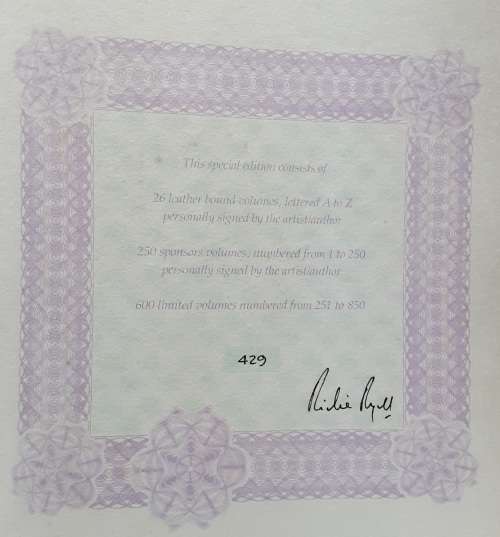 This special edition consists of
26 leather bound volumes, lettered A to Z
personally signed by the artist/author
250 sponsors volumes, numbered from 1 to 250
personally signed by the artist/author
600 limited volumes numbered from 251 to 850
429
Richie Ryall